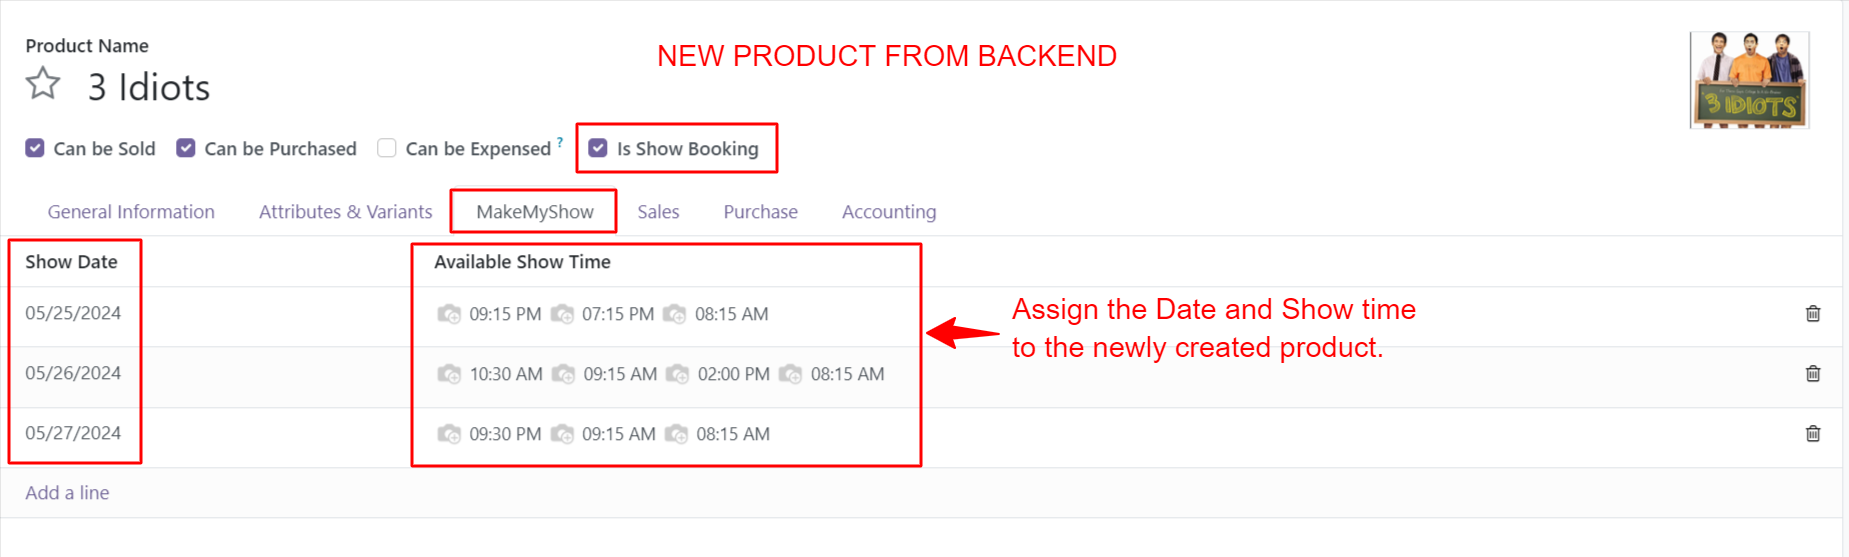 Product Name
NEW PRODUCT FROM BACKEND
3 Idiots
3 IDIOTS
Can be Sold Can be Purchased Can be Expensed ? Is Show Booking
General Information Attributes & Variants MakeMyShow Sales Purchase Accounting
Show Date Available Show Time
05/25/2024 09:15 PM 07:15 PM 08:15 AM
Assign the Date and Show time
to the newly created product.
05/26/2024 10:30 AM 09:15 AM 02:00 PM 08:15 AM
05/27/2024 09:30 PM 09:15 AM 08:15 AM
Add a line